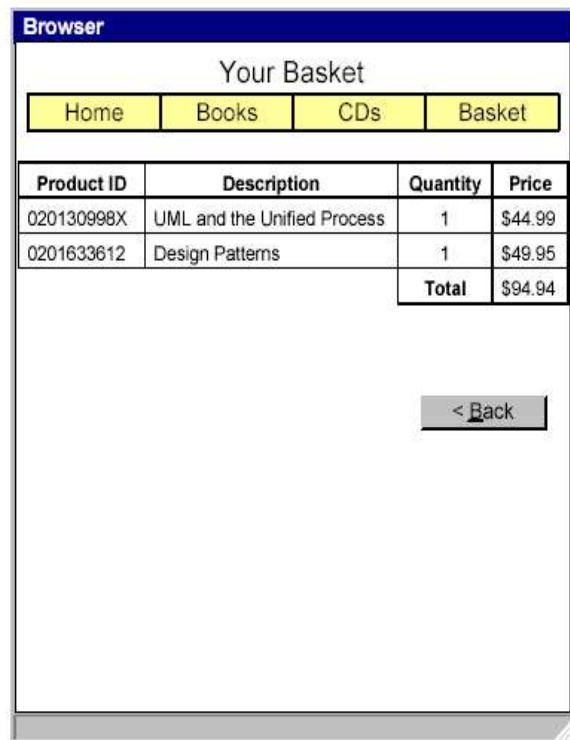 Browser
Your Basket
Home Books CDs Basket
Product ID Description Quantity Price
020130998X UML and the Unified Process 1 $44.99
0201633612 Design Patterns 1 $49.95
Total $94.94
< Back